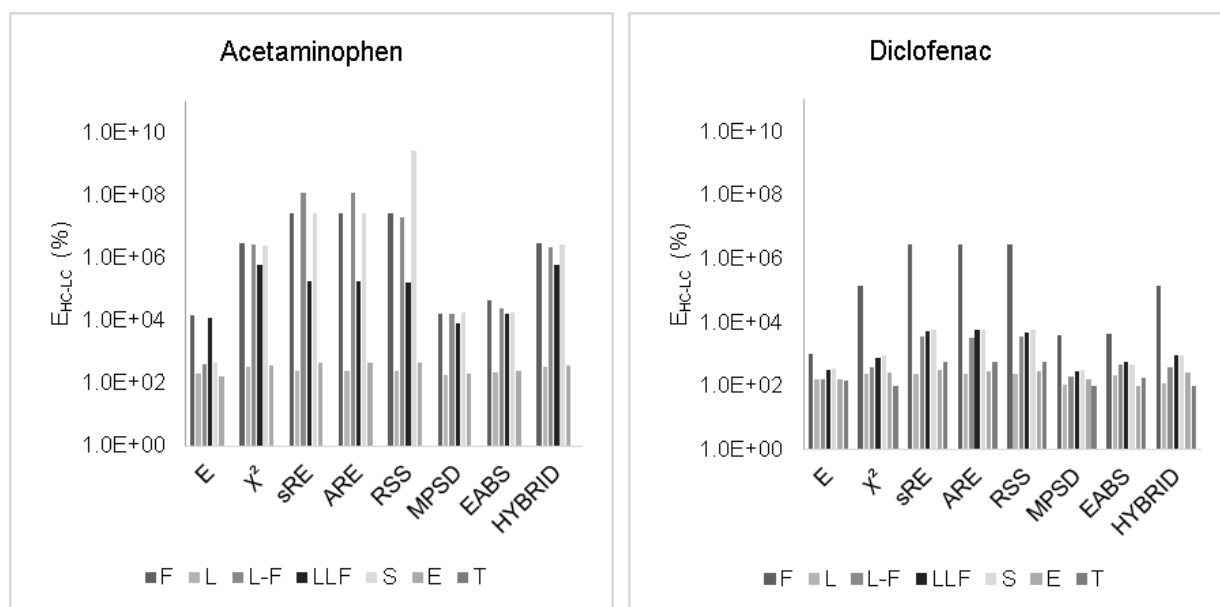 Acetaminophen
1.0E+10
1.0E+08
1.0E+06
1.0E+04
1.0E+02
1.0E+00
E_HC-LC (%)
E
X²
sRE
ARE
RSS
MPSD
EABS
HYBRID
F L L-F LLF S E T
Diclofenac
1.0E+10
1.0E+08
1.0E+06
1.0E+04
1.0E+02
1.0E+00
E_HC-LC (%)
E
X²
sRE
ARE
RSS
MPSD
EABS
HYBRID
F L L-F LLF S E T